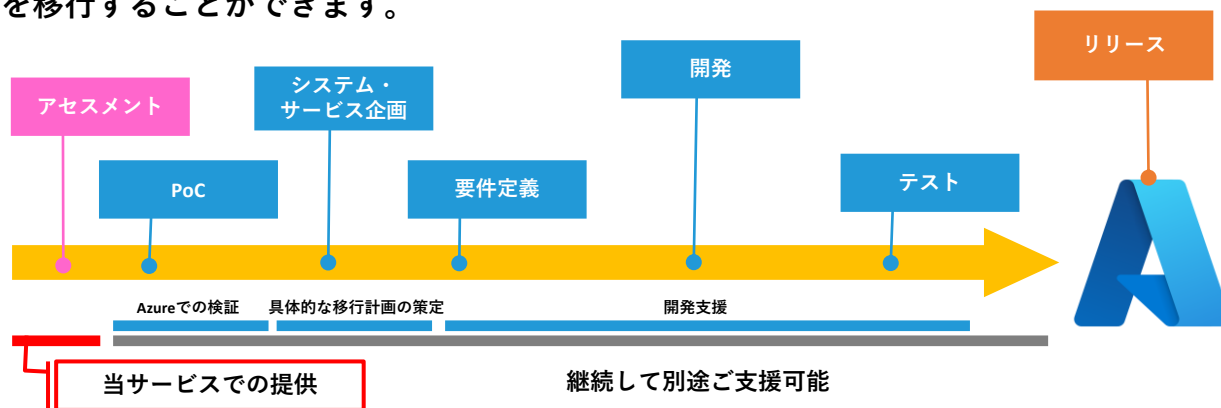 を移行することができます。
リリース
開発
システム・
サービス企画
アセスメント
PoC
要件定義
テスト
Azureでの検証
具体的な移行計画の策定
開発支援
当サービスでの提供
継続して別途ご支援可能